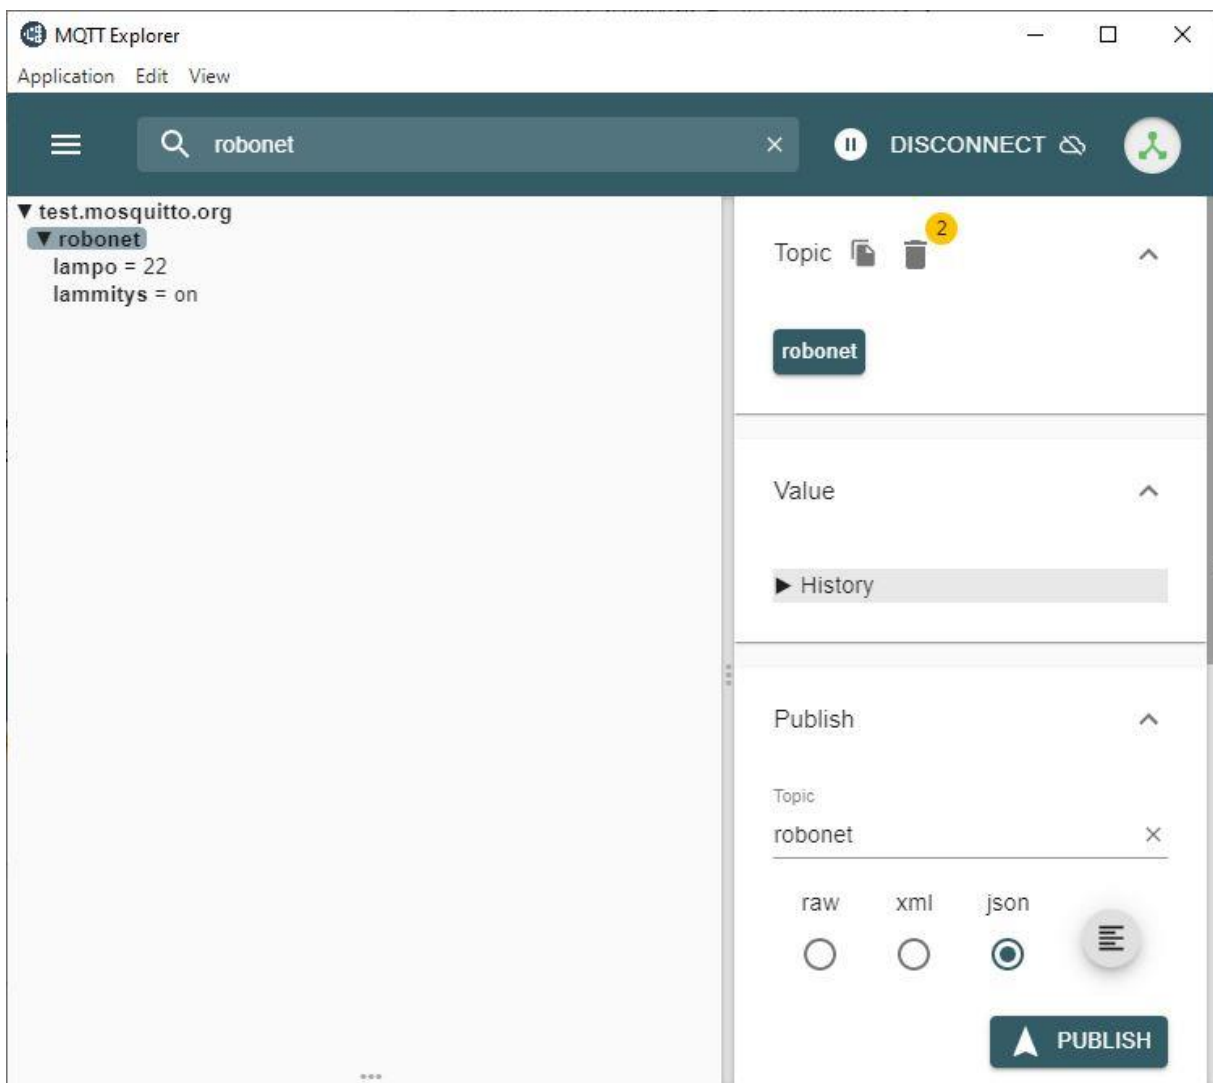 MQTT Explorer
Application Edit View
robonet
DISCONNECT
test.mosquitto.org
robonet
lampo = 22
lammitys = on
Topic 2
robonet
Value
History
Publish
Topic
robonet
raw xml json
PUBLISH